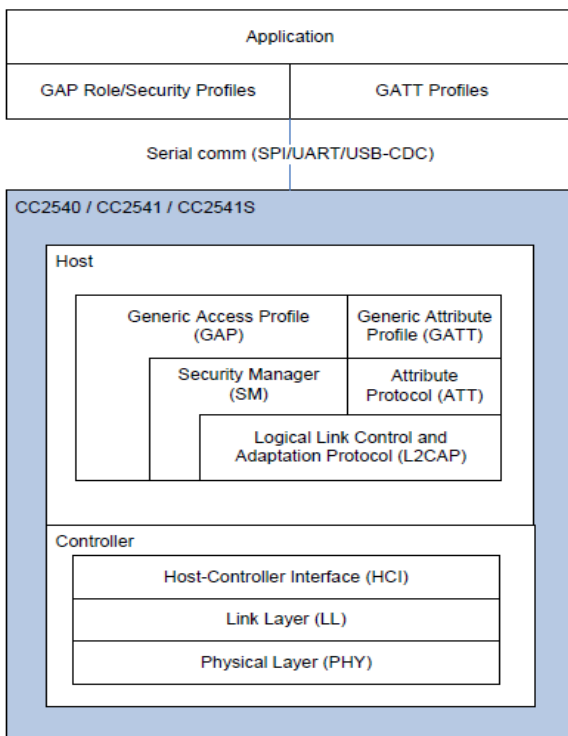 Application
GAP Role/Security Profiles
GATT Profiles
Serial comm (SPI/UART/USB-CDC)
CC2540 / CC2541 / CC2541S
Host
Generic Access Profile
(GAP)
Generic Attribute
Profile (GATT)
Security Manager
(SM)
Attribute
Protocol (ATT)
Logical Link Control and
Adaptation Protocol (L2CAP)
Controller
Host-Controller Interface (HCI)
Link Layer (LL)
Physical Layer (PHY)